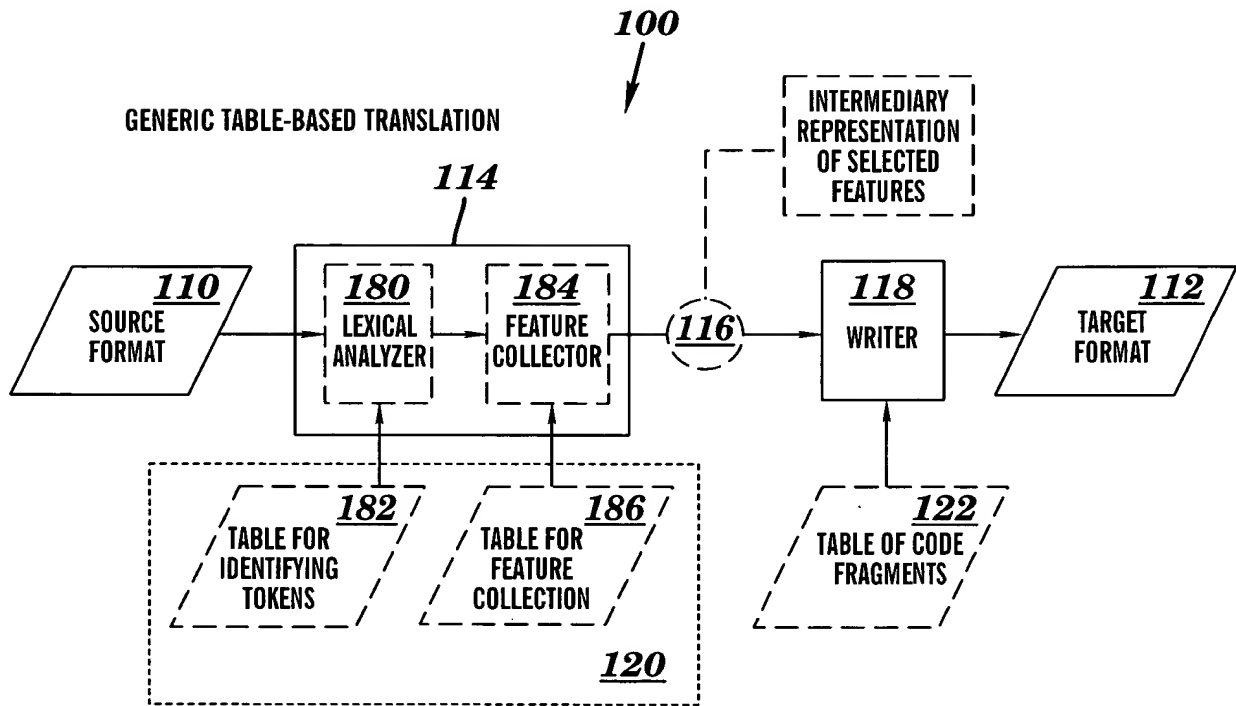 100
GENERIC TABLE-BASED TRANSLATION
INTERMEDIARY
REPRESENTATION
OF SELECTED
FEATURES
114
110
SOURCE
FORMAT
180
LEXICAL
ANALYZER
184
FEATURE
COLLECTOR
116
118
WRITER
112
TARGET
FORMAT
182
TABLE FOR
IDENTIFYING
TOKENS
186
TABLE FOR
FEATURE
COLLECTION
122
TABLE OF CODE
FRAGMENTS
120